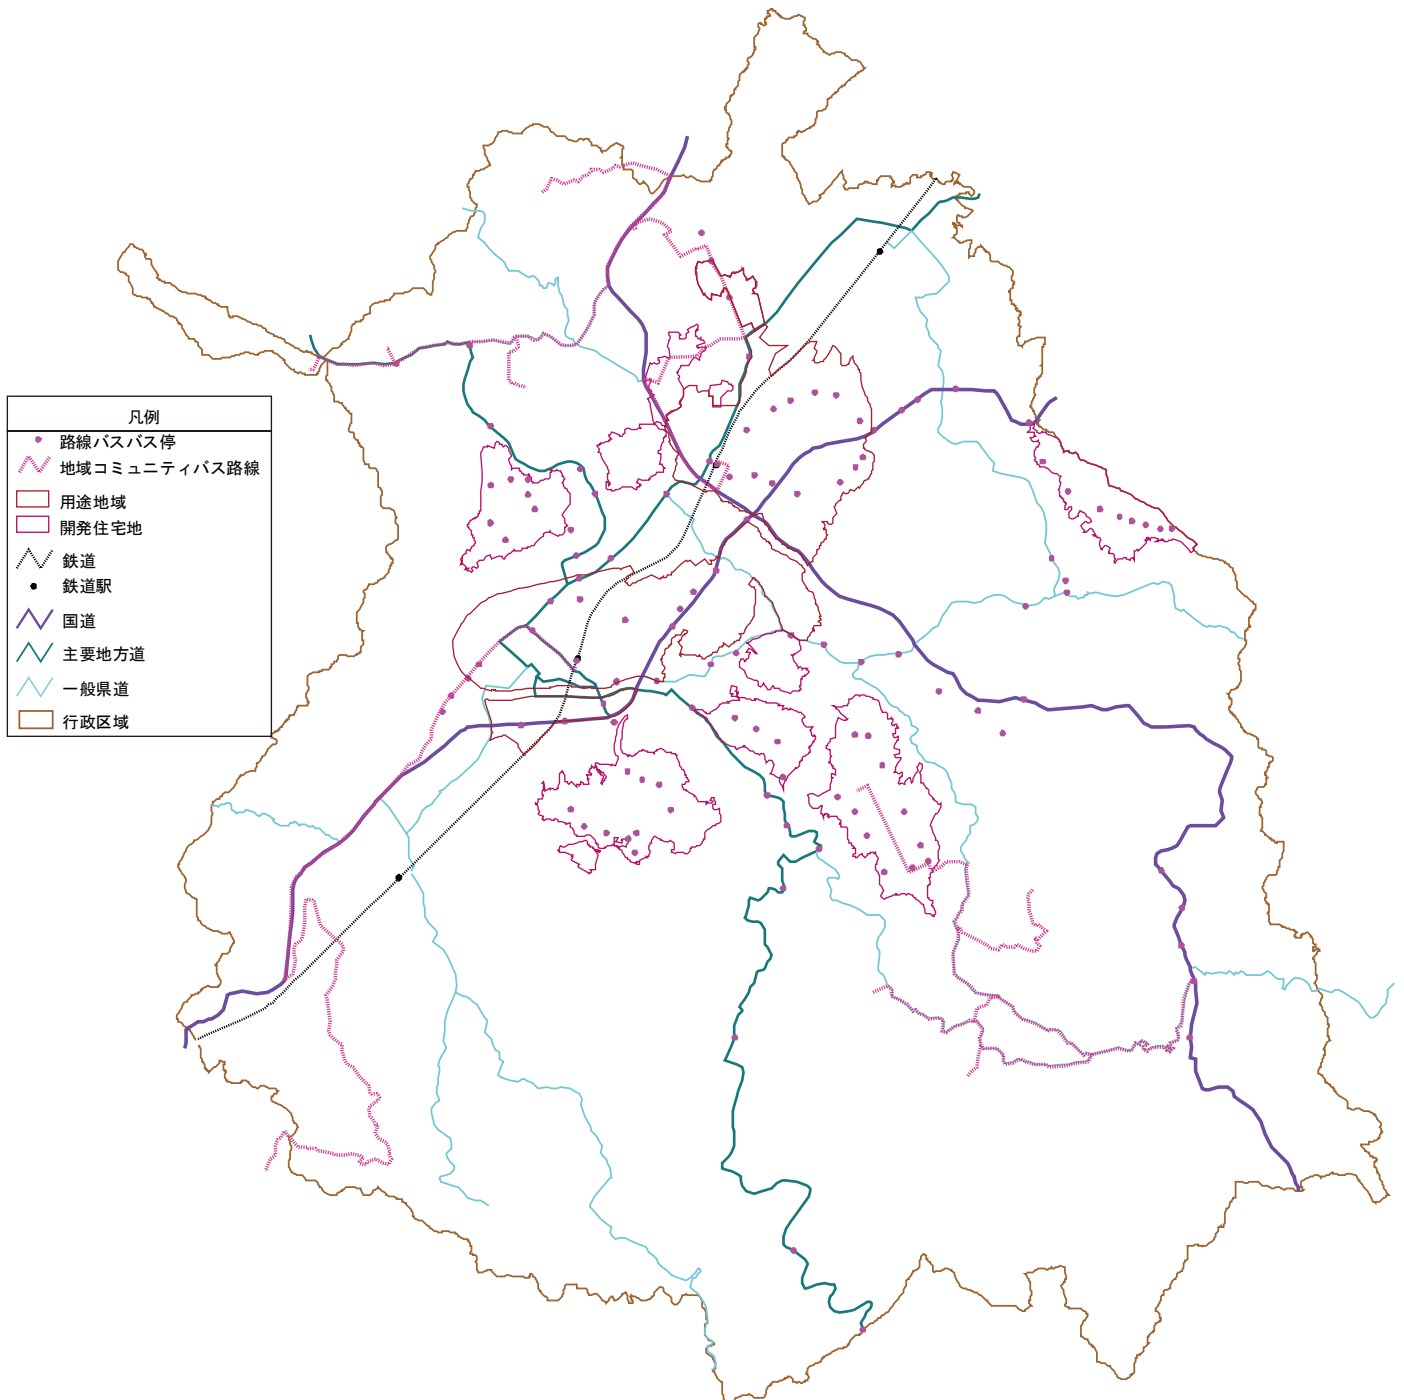 凡例
路線バスバス停
地域コミュニティバス路線
用途地域
開発住宅地
鉄道
鉄道駅
国道
主要地方道
一般県道
行政区域